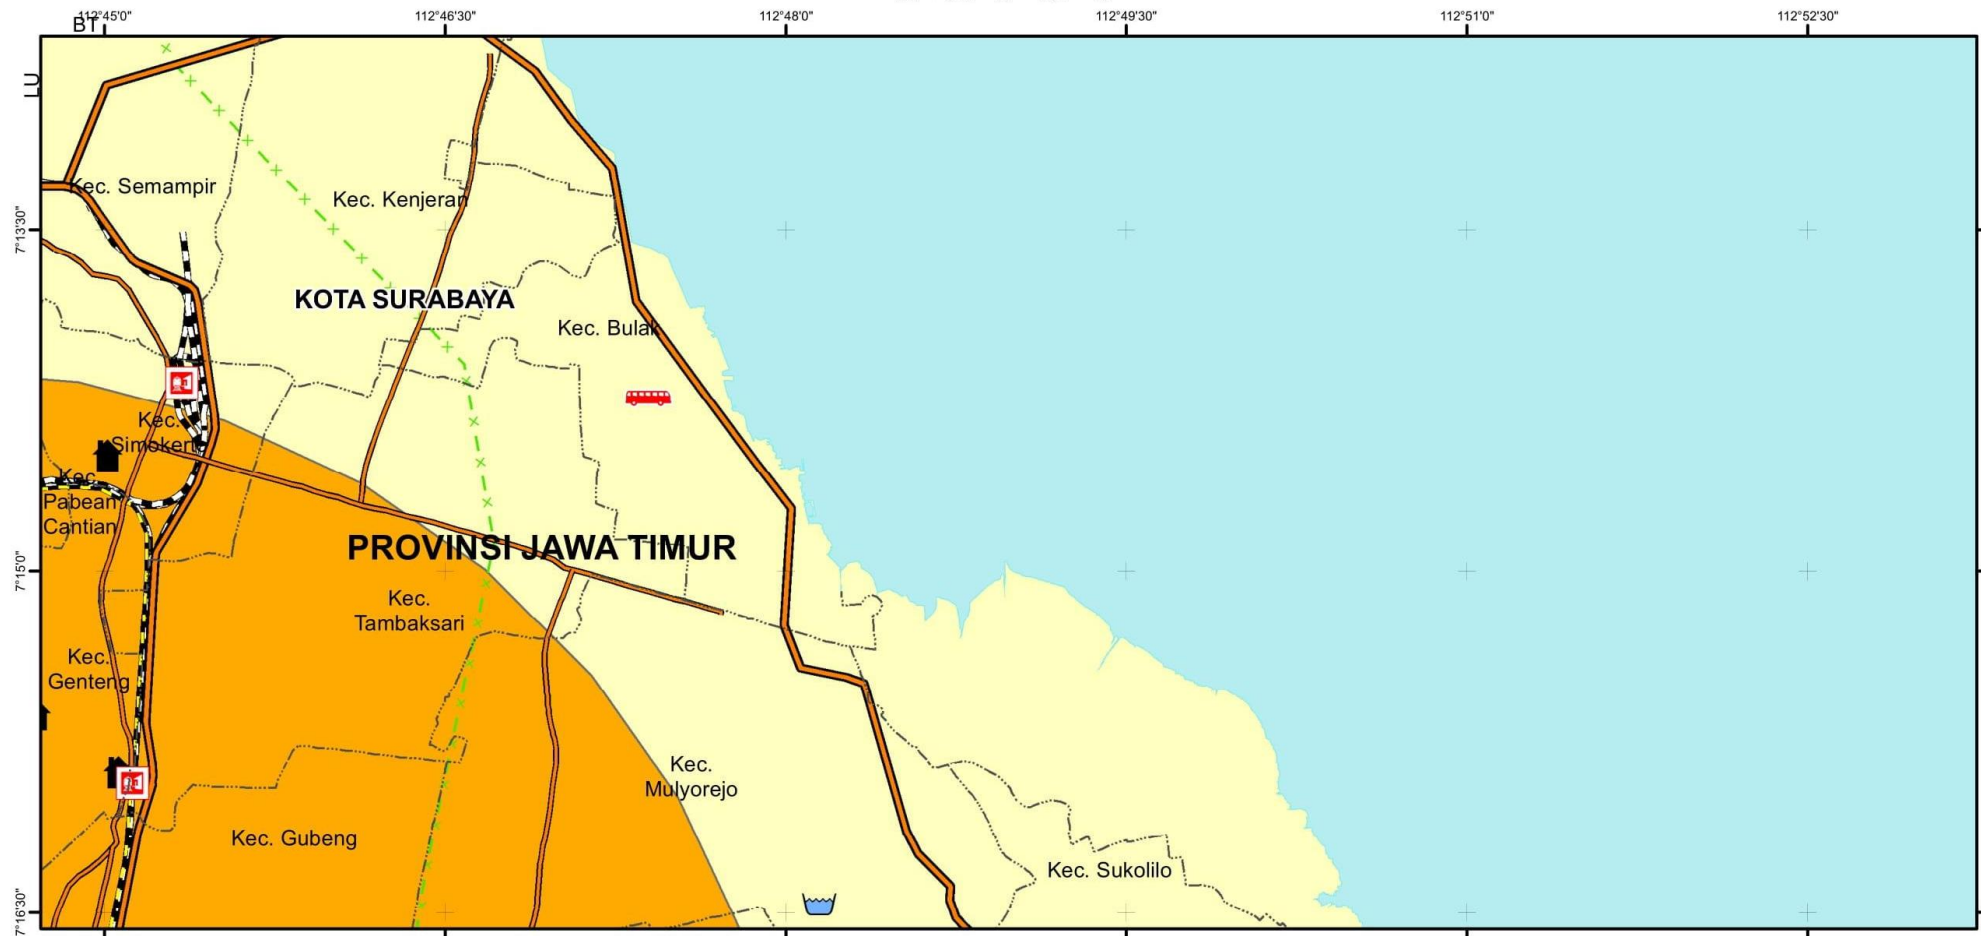 112°45'0"
112°46'30"
112°48'0"
112°49'30"
112°51'0"
112°52'30"
BT
LU
Kec. Semampir
Kec. Kenjeran
7°13'30"
KOTA SURABAYA
Kec. Bulak
Kec.
Simokert
Kec.
Pabean
Cantian
PROVINSI JAWA TIMUR
7°15'0"
Kec.
Tambaksari
Kec.
Genteng
Kec.
Mulyorejo
Kec. Gubeng
Kec. Sukolilo
7°16'30"